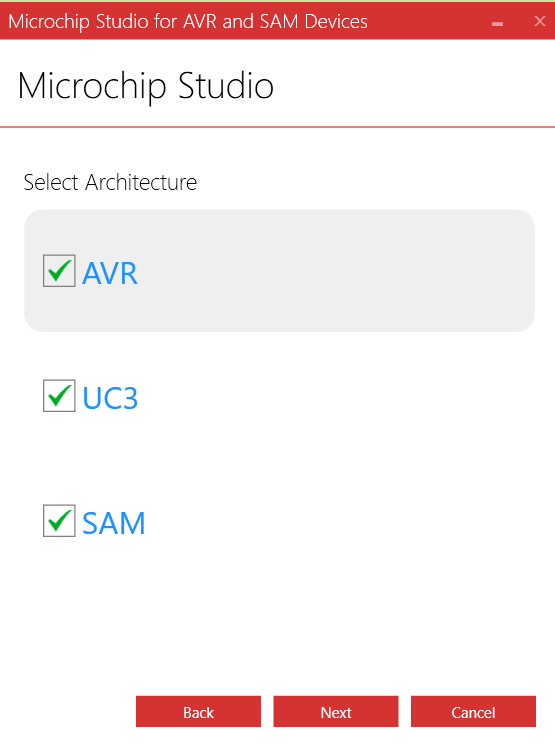 Microchip Studio for AVR and SAM Devices
Microchip Studio
Select Architecture
AVR
UC3
SAM
Back Next Cancel